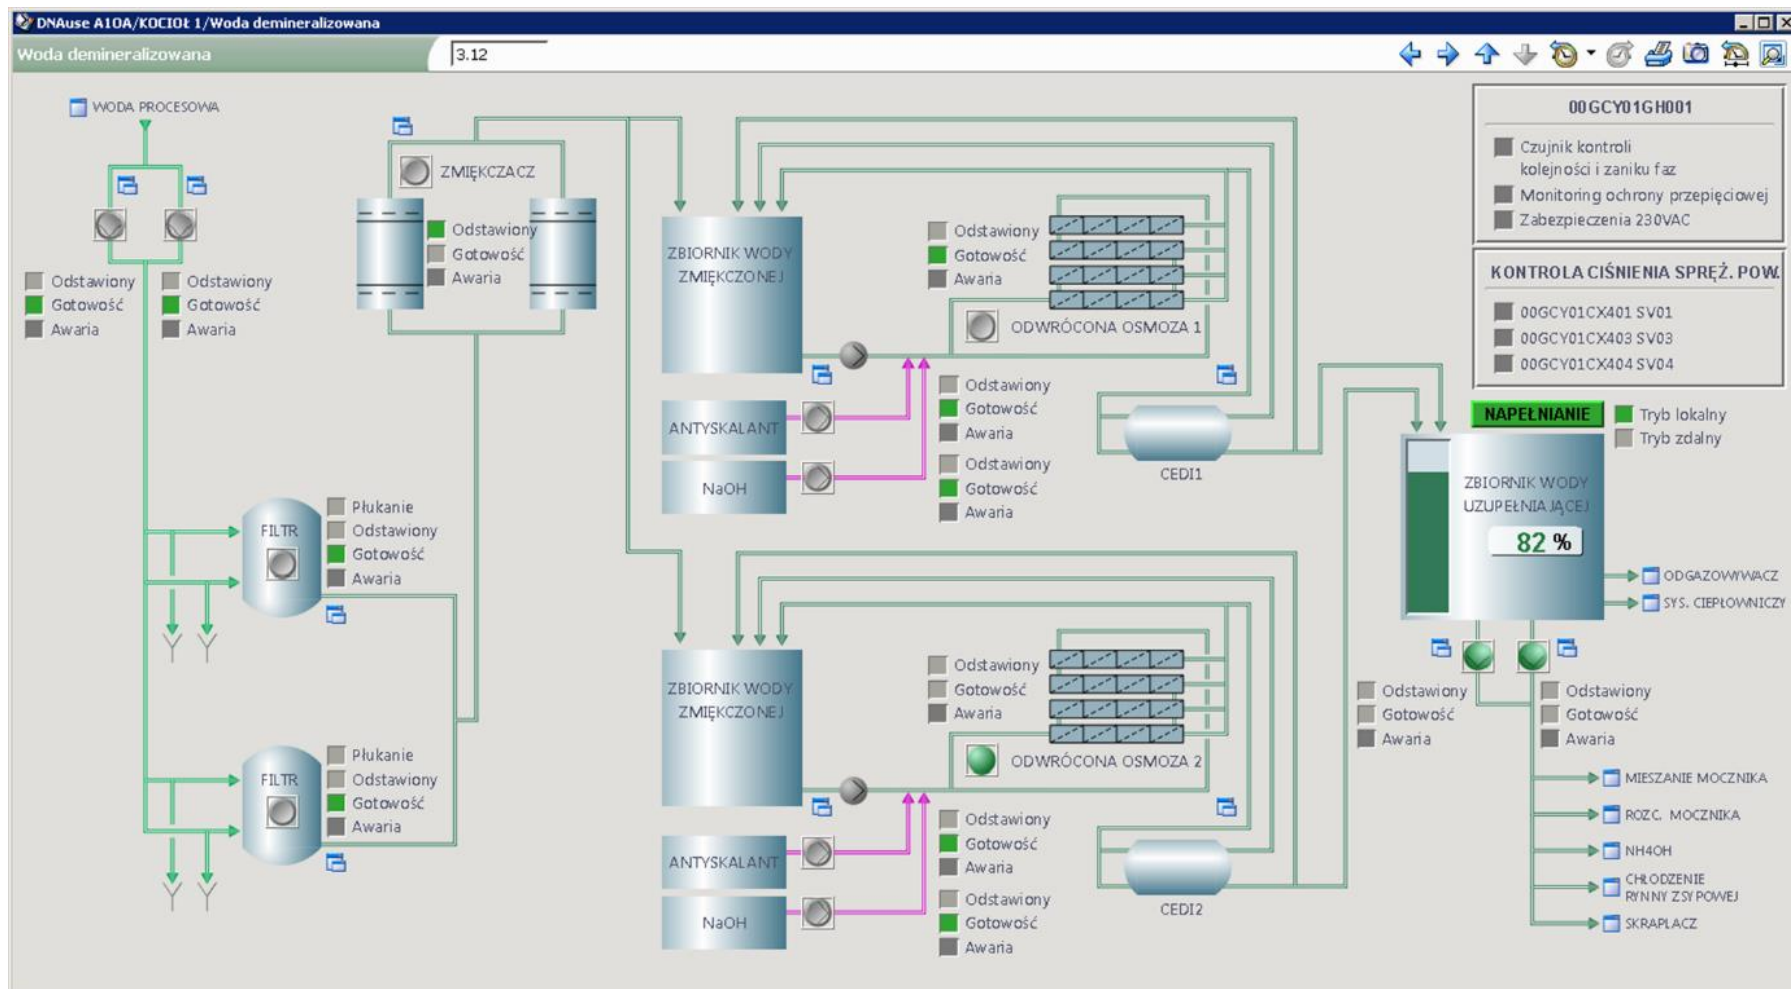 DNAuse A10A/KOCIOŁ 1/Woda demineralizowana
Woda demineralizowana
3.12
WODA PROCESOWA
Odstawiony
Gotowość
Awaria
Odstawiony
Gotowość
Awaria
ZMIĘKCZACZ
Odstawiony
Gotowość
Awaria
FILTR
Płukanie
Odstawiony
Gotowość
Awaria
FILTR
Płukanie
Odstawiony
Gotowość
Awaria
ZBIORNIK WODY
ZMIĘKCZONEJ
Odstawiony
Gotowość
Awaria
ODWRÓCONA OSMOZA 1
ANTYSKALANT
Odstawiony
Gotowość
Awaria
NaOH
Odstawiony
Gotowość
Awaria
CEDI1
ZBIORNIK WODY
ZMIĘKCZONEJ
Odstawiony
Gotowość
Awaria
ODWRÓCONA OSMOZA 2
ANTYSKALANT
Odstawiony
Gotowość
Awaria
NaOH
Odstawiony
Gotowość
Awaria
CEDI2
00GCY01GH001
Czujnik kontroli
kolejności i zaniku faz
Monitoring ochrony przepięciowej
Zabezpieczenia 230VAC
KONTROLA CIŚNIENIA SPRĘŻ. POW.
00GCY01CX401 SV01
00GCY01CX403 SV03
00GCY01CX404 SV04
NAPEŁNIANIE
Tryb lokalny
Tryb zdalny
ZBIORNIK WODY
UZUPEŁNIAJĄCEJ
82 %
ODGAZOWYWACZ
SYS. CIEPŁOWNICZY
Odstawiony
Gotowość
Awaria
Odstawiony
Gotowość
Awaria
MIESZANIE MOCZNIKA
ROZC. MOCZNIKA
NH4OH
CHŁODZENIE
RYNNY ZSYPOWEJ
SKRAPLACZ